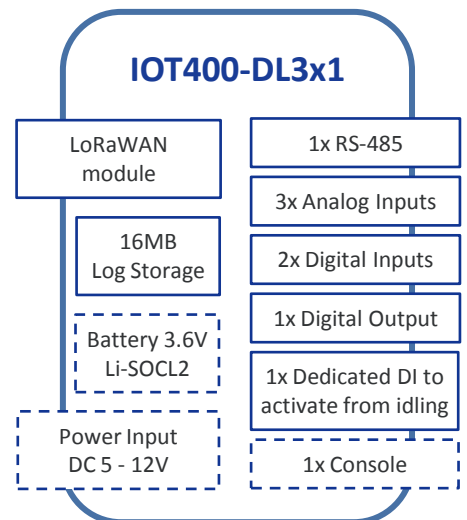 IOT400-DL3x1
LoRaWAN
module
16MB
Log Storage
Battery 3.6V
Li-SOCL2
Power Input
DC 5 - 12V
1x RS-485
3x Analog Inputs
2x Digital Inputs
1x Digital Output
1x Dedicated DI to
activate from idling
1x Console